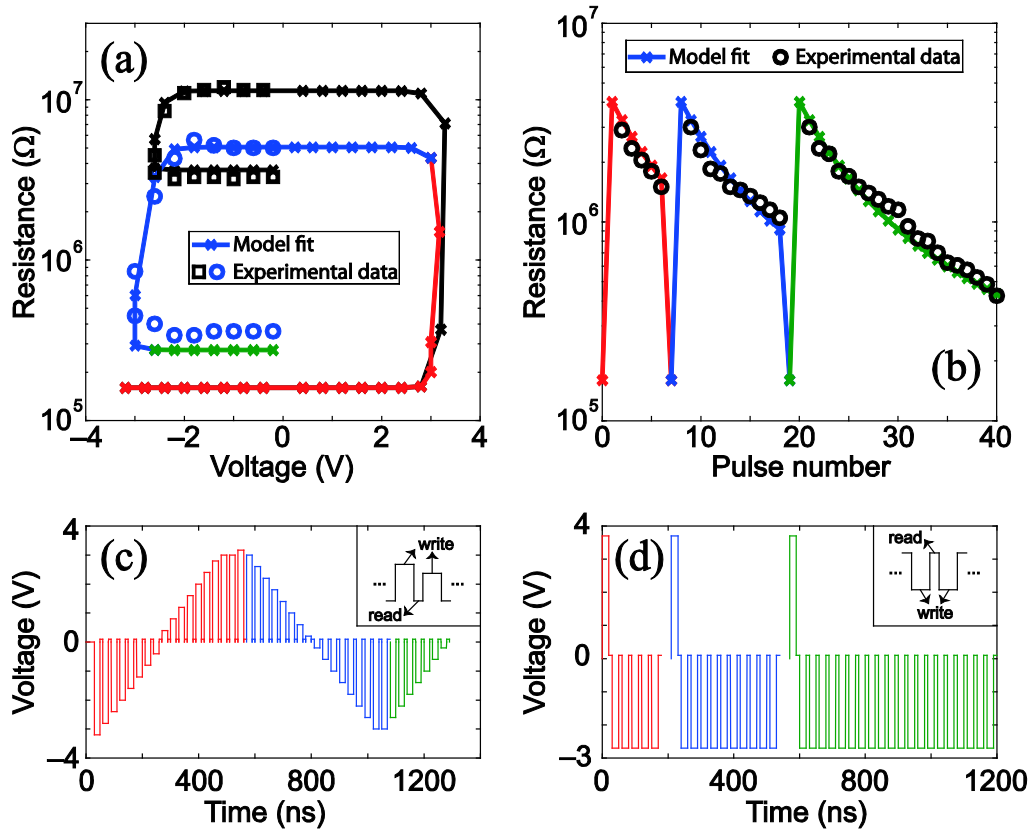 (a)
Resistance (Ω)
10^7
10^6
10^5
Model fit
Experimental data
−4 −2 0 2 4
Voltage (V)
(b)
Resistance (Ω)
10^7
10^6
10^5
Model fit Experimental data
0 10 20 30 40
Pulse number
(c)
Voltage (V)
4
0
−4
write
... ...
read
0 400 800 1200
Time (ns)
(d)
Voltage (V)
4
0
−3
read
... ...
write
0 400 800 1200
Time (ns)